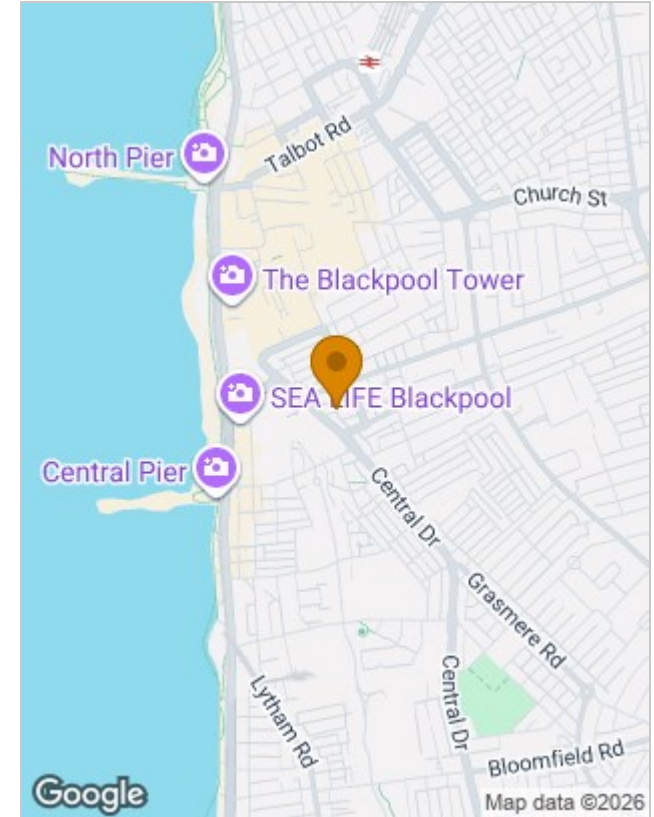 Talbot Rd
North Pier
Church St
The Blackpool Tower
SEA LIFE Blackpool
Central Pier
Central Dr
Grasmere Rd
Central Dr
Lytham Rd
Bloomfield Rd
Google
Map data ©2026